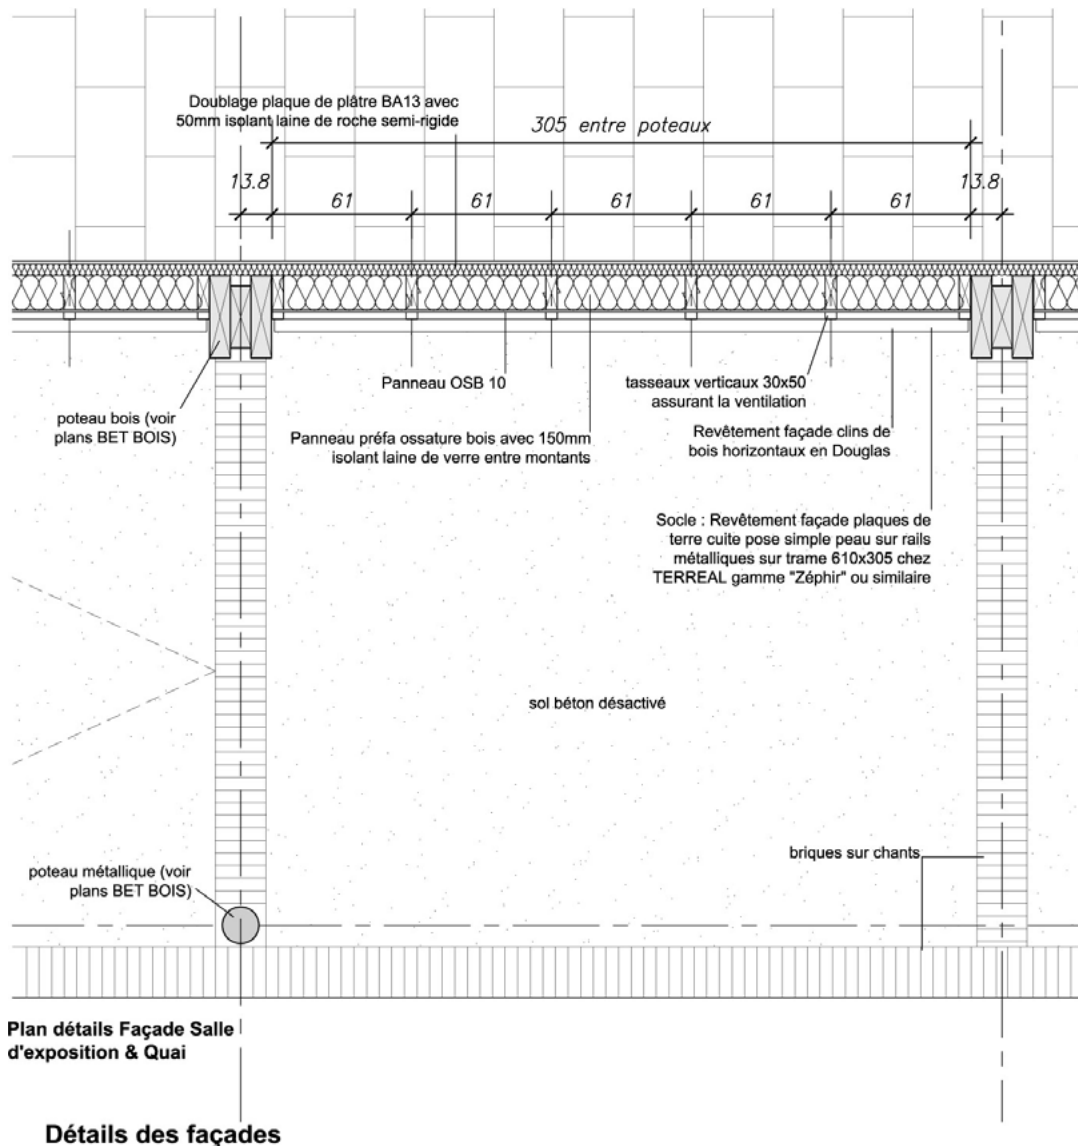 Doublage plaque de plâtre BA13 avec
50mm isolant laine de roche semi-rigide
305 entre poteaux
13.8
61
61
61
61
61
13.8
Panneau OSB 10
tasseaux verticaux 30x50
assurant la ventilation
poteau bois (voir
plans BET BOIS)
Panneau préfa ossature bois avec 150mm
isolant laine de verre entre montants
Revêtement façade clins de
bois horizontaux en Douglas
Socle : Revêtement façade plaques de
terre cuite pose simple peau sur rails
métalliques sur trame 610x305 chez
TERREAL gamme "Zéphir" ou similaire
sol béton désactivé
briques sur chants
poteau métallique (voir
plans BET BOIS)
Plan détails Façade Salle
d'exposition & Quai
Détails des façades